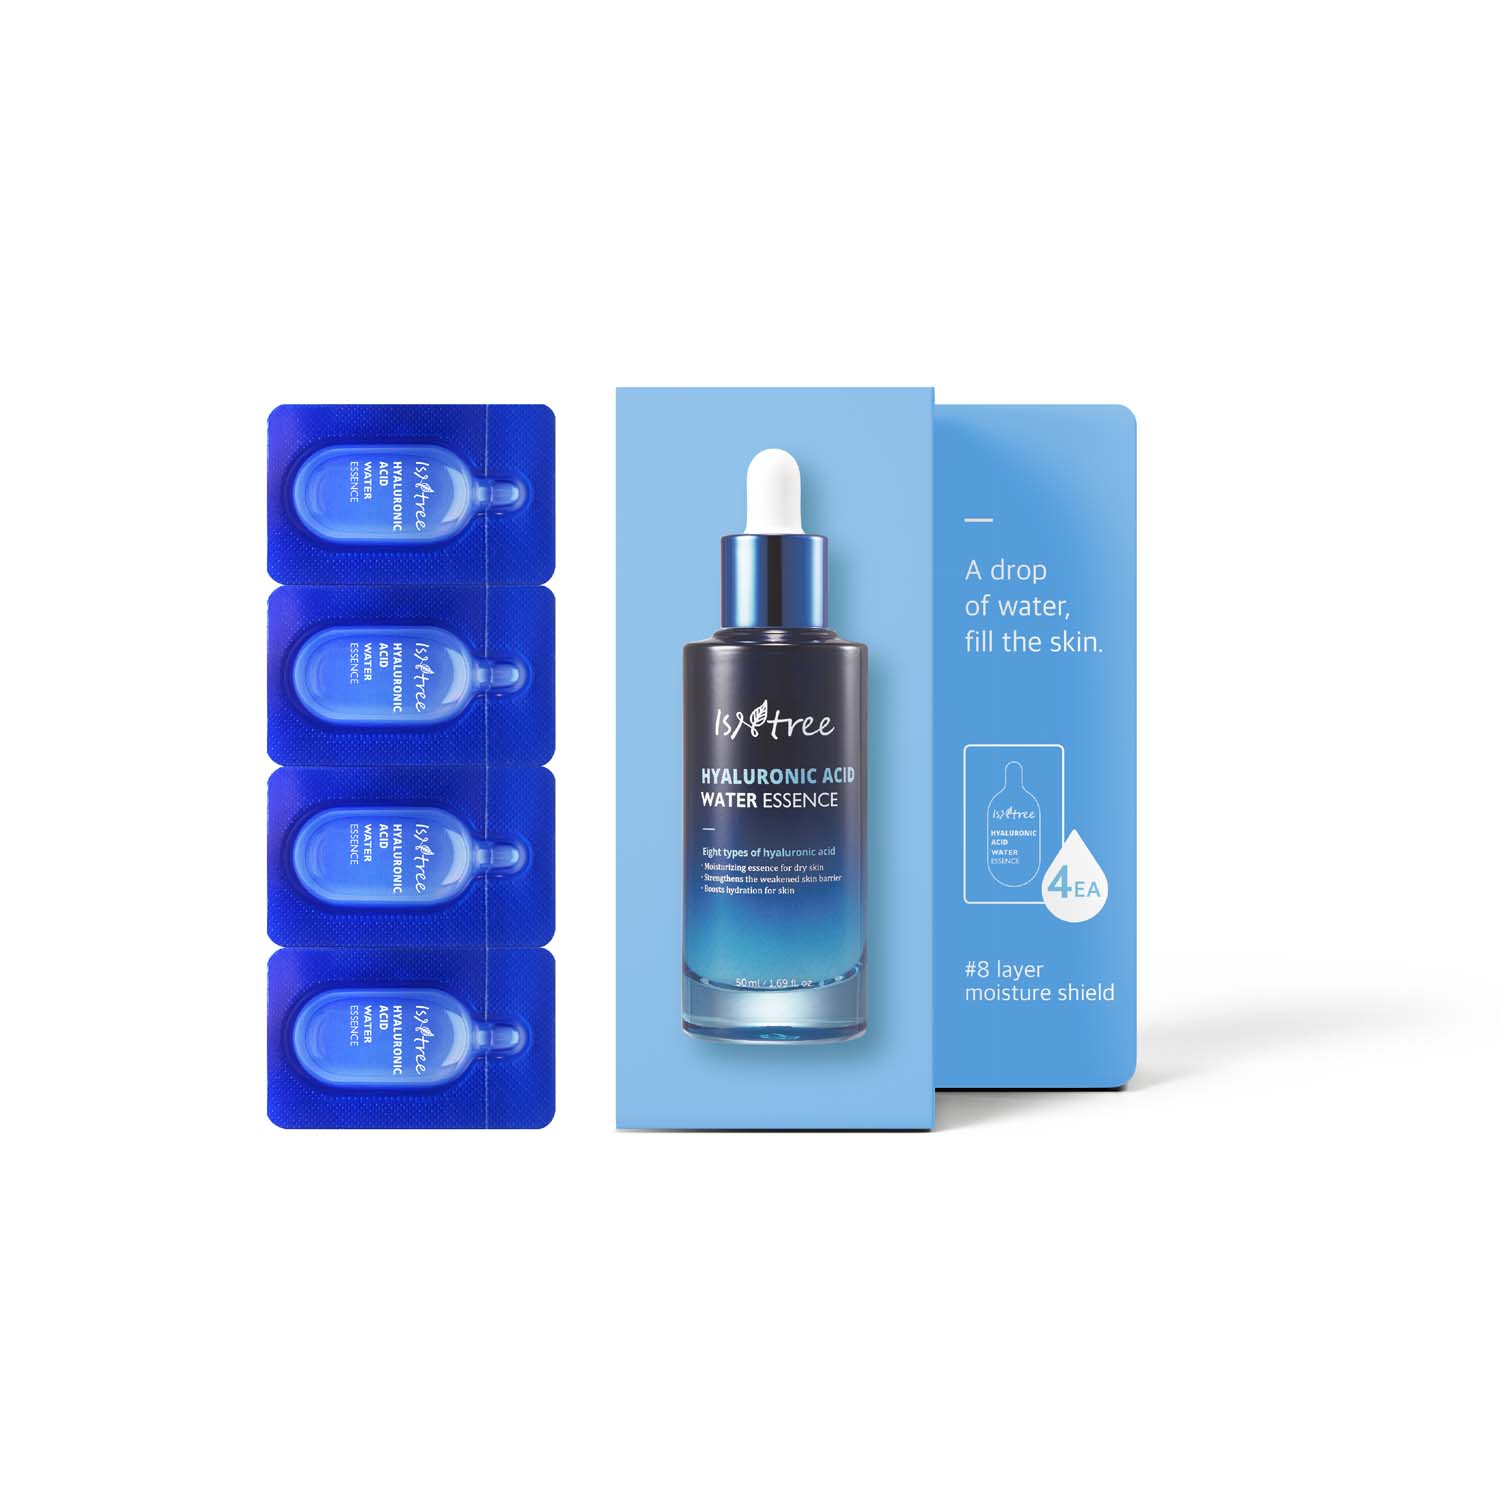 Isntree
HYALURONIC
ACID
WATER
ESSENCE
Isntree
HYALURONIC
ACID
WATER
ESSENCE
Isntree
HYALURONIC
ACID
WATER
ESSENCE
Isntree
HYALURONIC
ACID
WATER
ESSENCE
Isntree
HYALURONIC ACID
WATER ESSENCE
Eight types of hyaluronic acid
· Moisturizing essence for dry skin
· Strengthens the weakened skin barrier
· Boosts hydration for skin
50 ml / 1.69 fl. oz
A drop
of water,
fill the skin.
Isntree
HYALURONIC
ACID
WATER
ESSENCE
4EA
#8 layer
moisture shield